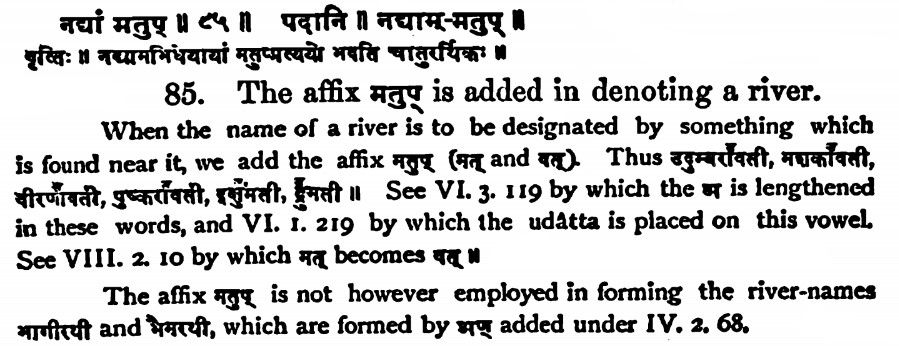 नद्यां मतुप् ॥ ८५ ॥ पदानि ॥ नद्याम्-मतुप् ॥
वृत्तिः ॥ नद्यामभिधेयायां मतुप्प्रत्ययो भवति चातुरर्थिकः ॥
85. The affix मतुप् is added in denoting a river.
When the name of a river is to be designated by something which
is found near it, we add the affix मतुप् (मत् and वत्). Thus उदुम्बरा॑वती, मशका॑वती,
वीरणा॑वती, पुष्करा॑वती, इक्षु॑मती, द्रु॑मती ॥ See VI. 3. 119 by which the अ is lengthened
in these words, and VI. 1. 219 by which the udâtta is placed on this vowel.
See VIII. 2. 10 by which मत् becomes वत् ॥
The affix मतुप् is not however employed in forming the river-names
भागीरथी and भैमरथी, which are formed by अण् added under IV. 2. 68.